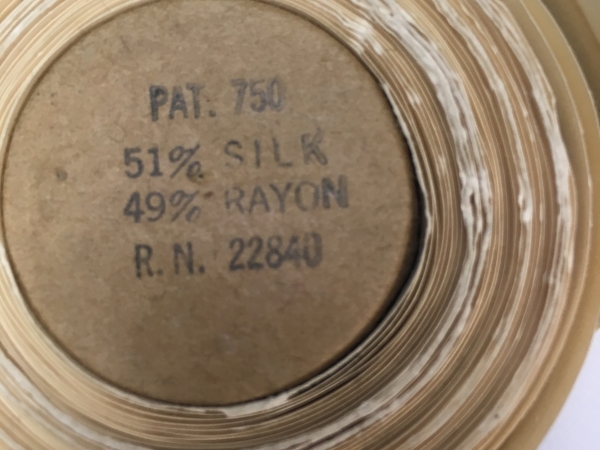 PAT. 750
51% SILK
49% RAYON
R.N. 22840